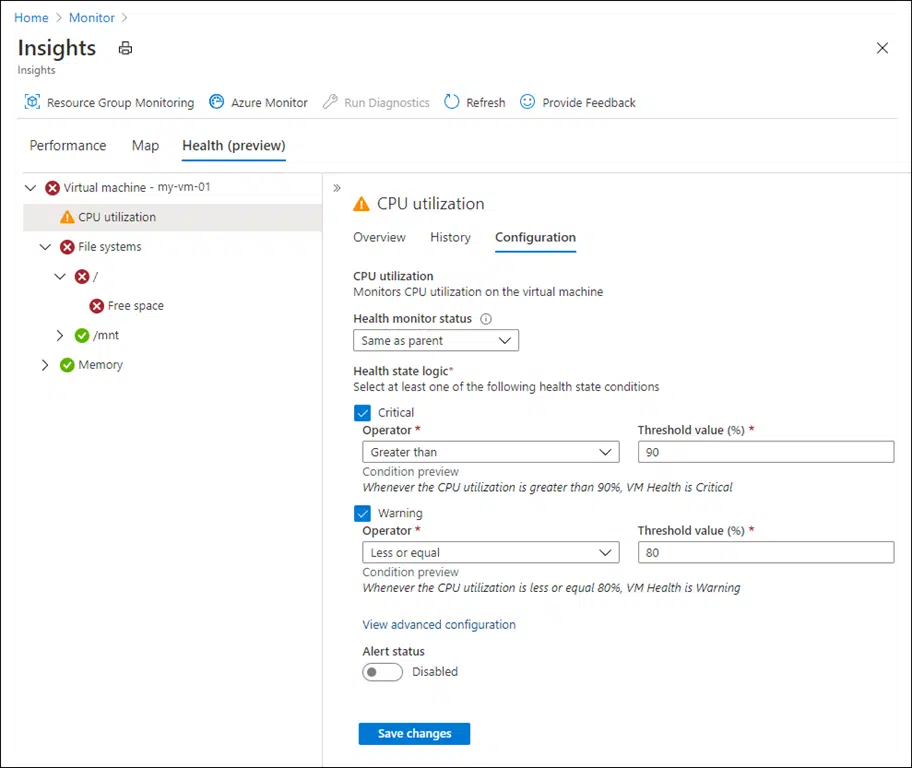 Home > Monitor >
Insights
Insights
Resource Group Monitoring
Azure Monitor
Run Diagnostics
Refresh
Provide Feedback
Performance
Map
Health (preview)
Virtual machine - my-vm-01
CPU utilization
File systems
/
Free space
/mnt
Memory
CPU utilization
Overview
History
Configuration
CPU utilization
Monitors CPU utilization on the virtual machine
Health monitor status
Same as parent
Health state logic*
Select at least one of the following health state conditions
Critical
Operator *
Threshold value (%) *
Greater than
90
Condition preview
Whenever the CPU utilization is greater than 90%, VM Health is Critical
Warning
Operator *
Threshold value (%) *
Less or equal
80
Condition preview
Whenever the CPU utilization is less or equal 80%, VM Health is Warning
View advanced configuration
Alert status
Disabled
Save changes